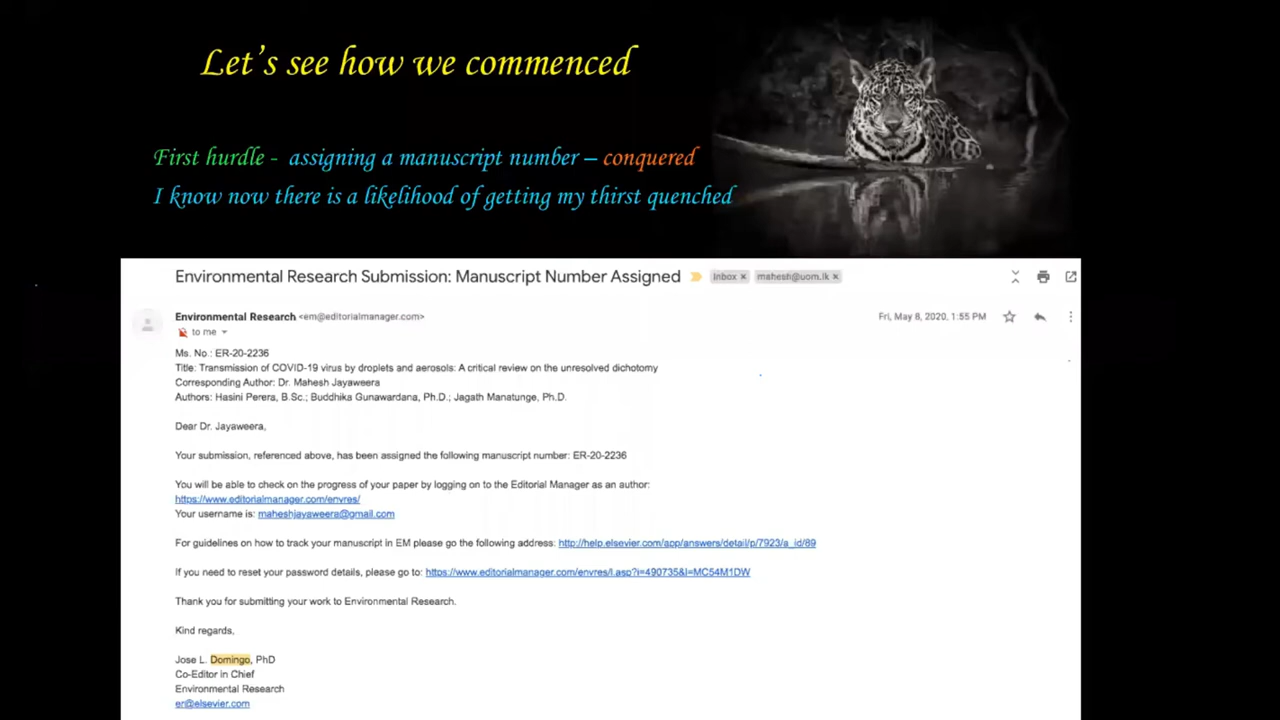 Let's see how we commenced
First hurdle - assigning a manuscript number – conquered
I know now there is a likelihood of getting my thirst quenched
Environmental Research Submission: Manuscript Number Assigned Inbox × mahesh@uom.lk ×
Environmental Research <em@editorialmanager.com> Fri, May 8, 2020, 1:55 PM
to me
Ms. No.: ER-20-2236
Title: Transmission of COVID-19 virus by droplets and aerosols: A critical review on the unresolved dichotomy
Corresponding Author: Dr. Mahesh Jayaweera
Authors: Hasini Perera, B.Sc.; Buddhika Gunawardana, Ph.D.; Jagath Manatunge, Ph.D.
Dear Dr. Jayaweera,
Your submission, referenced above, has been assigned the following manuscript number: ER-20-2236
You will be able to check on the progress of your paper by logging on to the Editorial Manager as an author:
https://www.editorialmanager.com/envres/
Your username is: maheshjayaweera@gmail.com
For guidelines on how to track your manuscript in EM please go the following address: http://help.elsevier.com/app/answers/detail/p/7923/a_id/89
If you need to reset your password details, please go to: https://www.editorialmanager.com/envres/l.asp?i=490735&l=MC54M1DW
Thank you for submitting your work to Environmental Research.
Kind regards,
Jose L. Domingo, PhD
Co-Editor in Chief
Environmental Research
er@elsevier.com